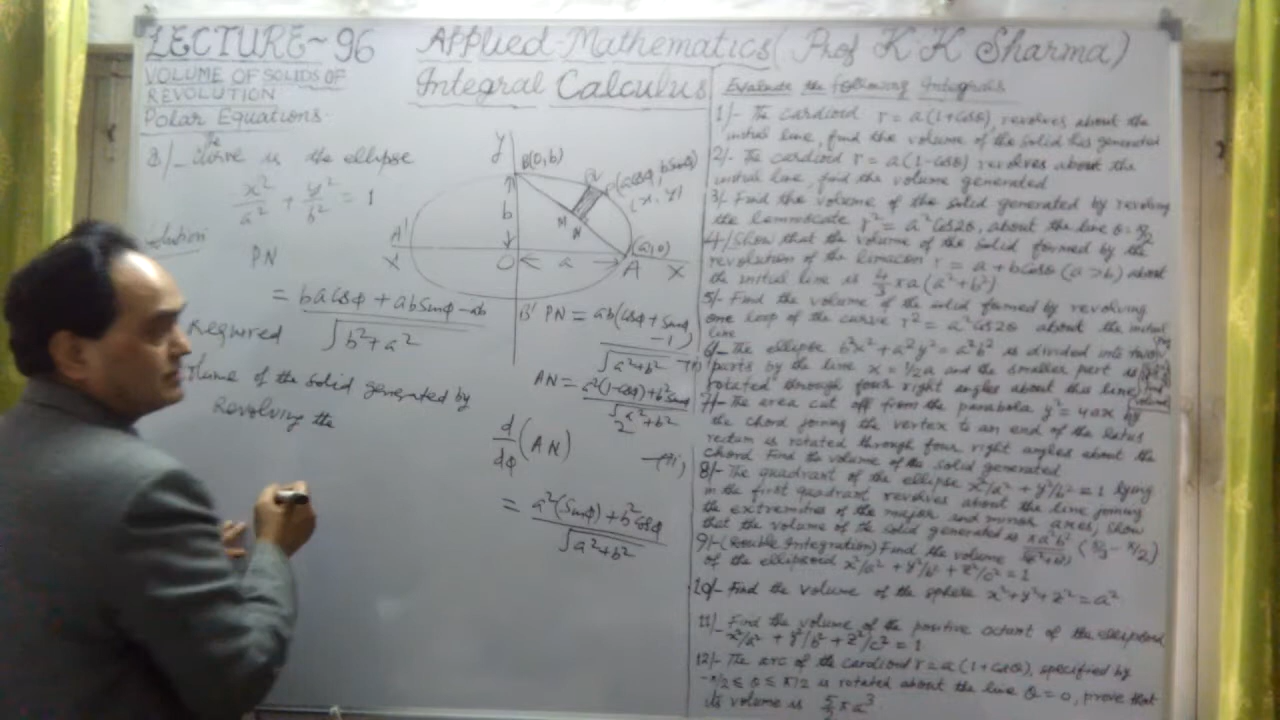 LECTURE~96
Applied-Mathematics( Prof K K Sharma)
Integral Calculus
VOLUME OF SOLIDS OF
REVOLUTION
Polar Equations-
8/- The curve is the ellipse
x²/a² + y²/b² = 1
PN
= (ba cosφ + ab sinφ - ab) / √(b²+a²)
Required
Volume of the solid generated by
Revolving the
y
B(0,b)
P(a cosφ, b sinφ)
(x, y)
b
M
N
A'
X'
O
a
(a,0)
A
X
B'
PN = ab(cosφ + sinφ - 1) / √(a²+b²)
AN = (a²(1-cosφ)+b² sinφ) / √(a²+b²)
d/dφ (AN)
= (a²(sinφ)+b² cosφ) / √(a²+b²)
Evaluate the following Integrals
1/- The cardioid r = a(1+cosθ) revolves about the
initial line, find the volume of the solid thus generated
2/- The cardioid r = a(1-cosθ) revolves about the
initial line, find the volume generated
3/- Find the volume of the solid generated by revolving
the Lemniscate r² = a² cos2θ, about the line θ = π/2
4/- Show that the volume of the solid formed by the
revolution of the limacon r = a + b cosθ (a > b) about
the initial line is 4/3 πa (a²+b²)
5/- Find the volume of the solid formed by revolving
one loop of the curve r² = a² cos2θ about the initial
line
6/- The ellipse b²x² + a²y² = a²b² is divided into two
parts by the line x = 1/2 a and the smaller part is
rotated through four right angles about this line
7/- The area cut off from the parabola y² = 4ax by
the chord joining the vertex to an end of the latus
rectum is rotated through four right angles about the
chord Find the volume of the solid generated
8/- The quadrant of the ellipse x²/a² + y²/b² = 1 lying
in the first quadrant revolves about the line joining
the extremities of the major and minor axes, show
that the volume of the solid generated is πa²b²/√(a²+b²) (5/3 - π/2)
9/- (Double Integration) Find the volume
of the ellipsoid x²/a² + y²/b² + z²/c² = 1
10/- Find the volume of the sphere x²+y²+z² = a²
11/- Find the volume of the positive octant of the ellipsoid
x²/a² + y²/b² + z²/c² = 1
12/- The arc of the cardioid r = a(1+cosθ), specified by
-π/2 ≤ θ ≤ π/2 is rotated about the line θ = 0, prove that
its volume is 5/2 πa³